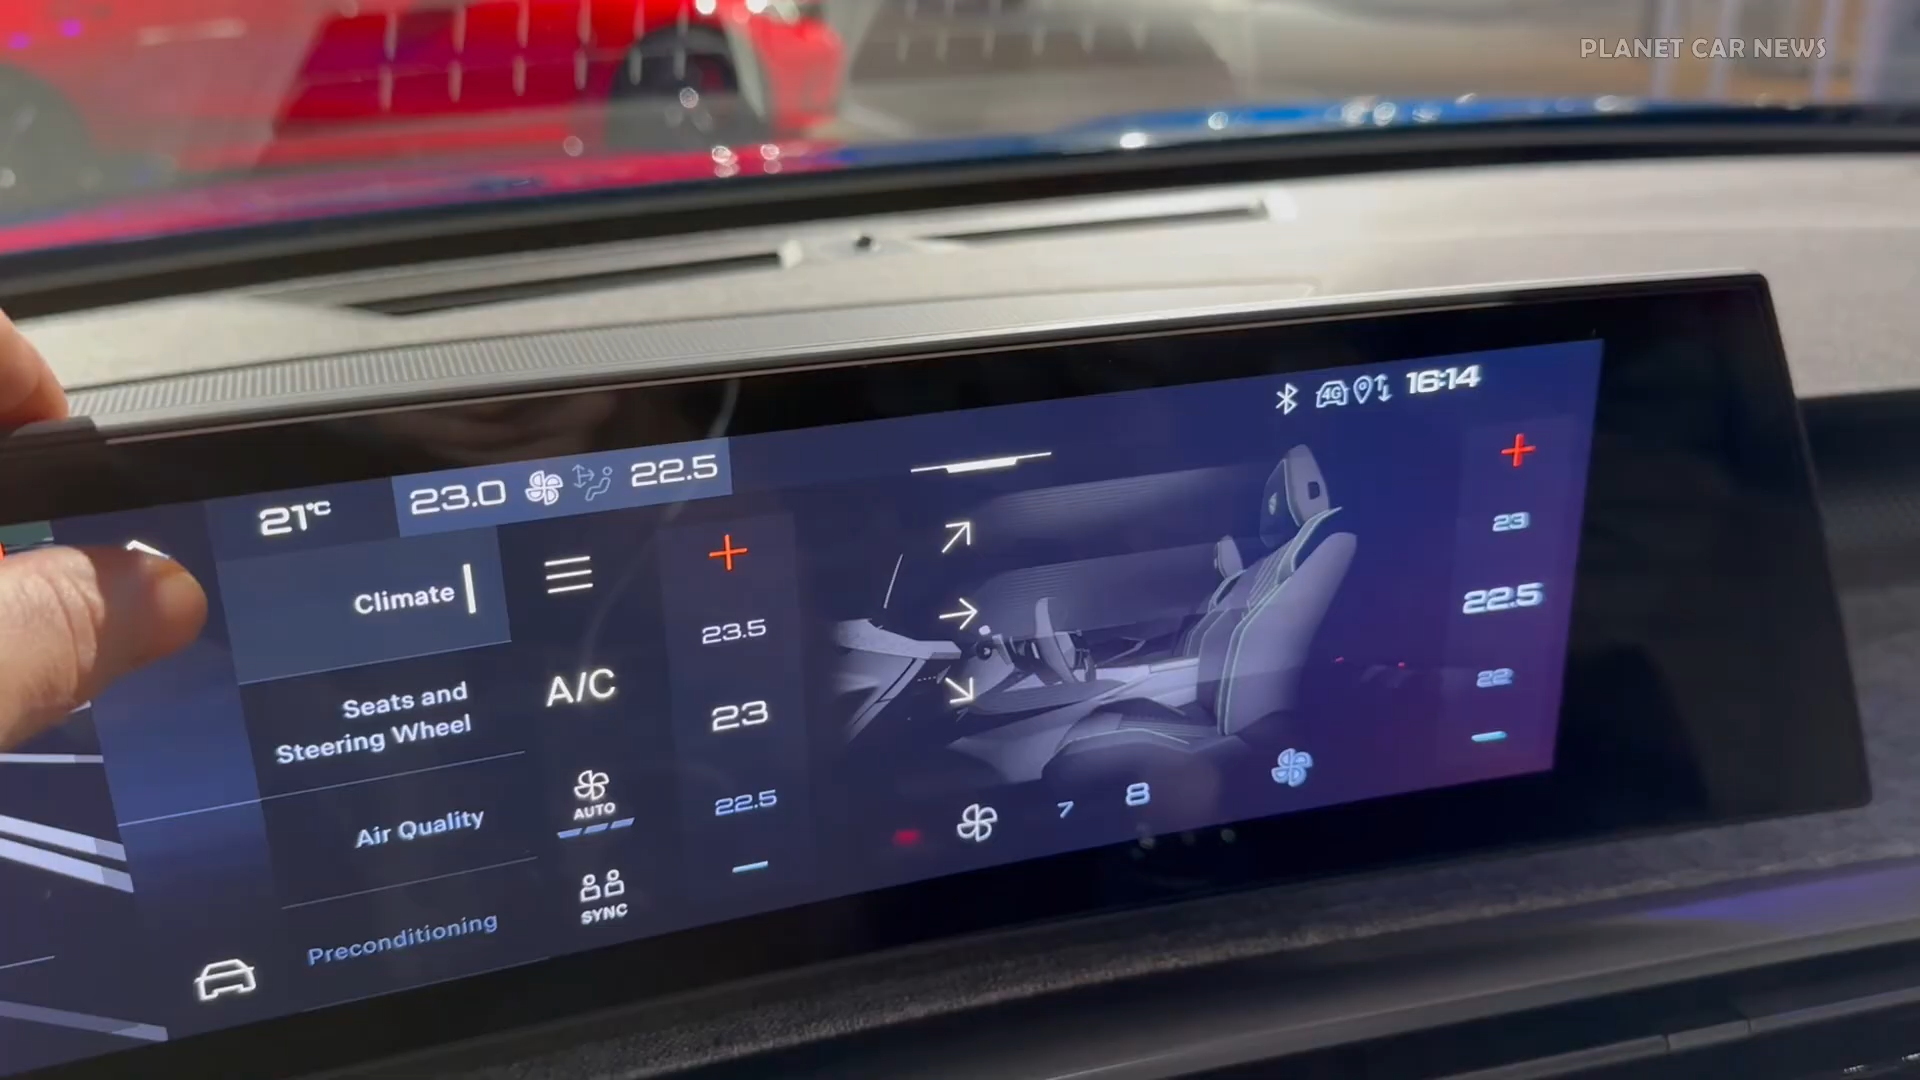 PLANET CAR NEWS
4G
16:14
21°C
23.0
22.5
Climate
Seats and
Steering Wheel
Air Quality
Preconditioning
A/C
AUTO
SYNC
+
23.5
23
22.5
–
7 8
+
23
22.5
22
–